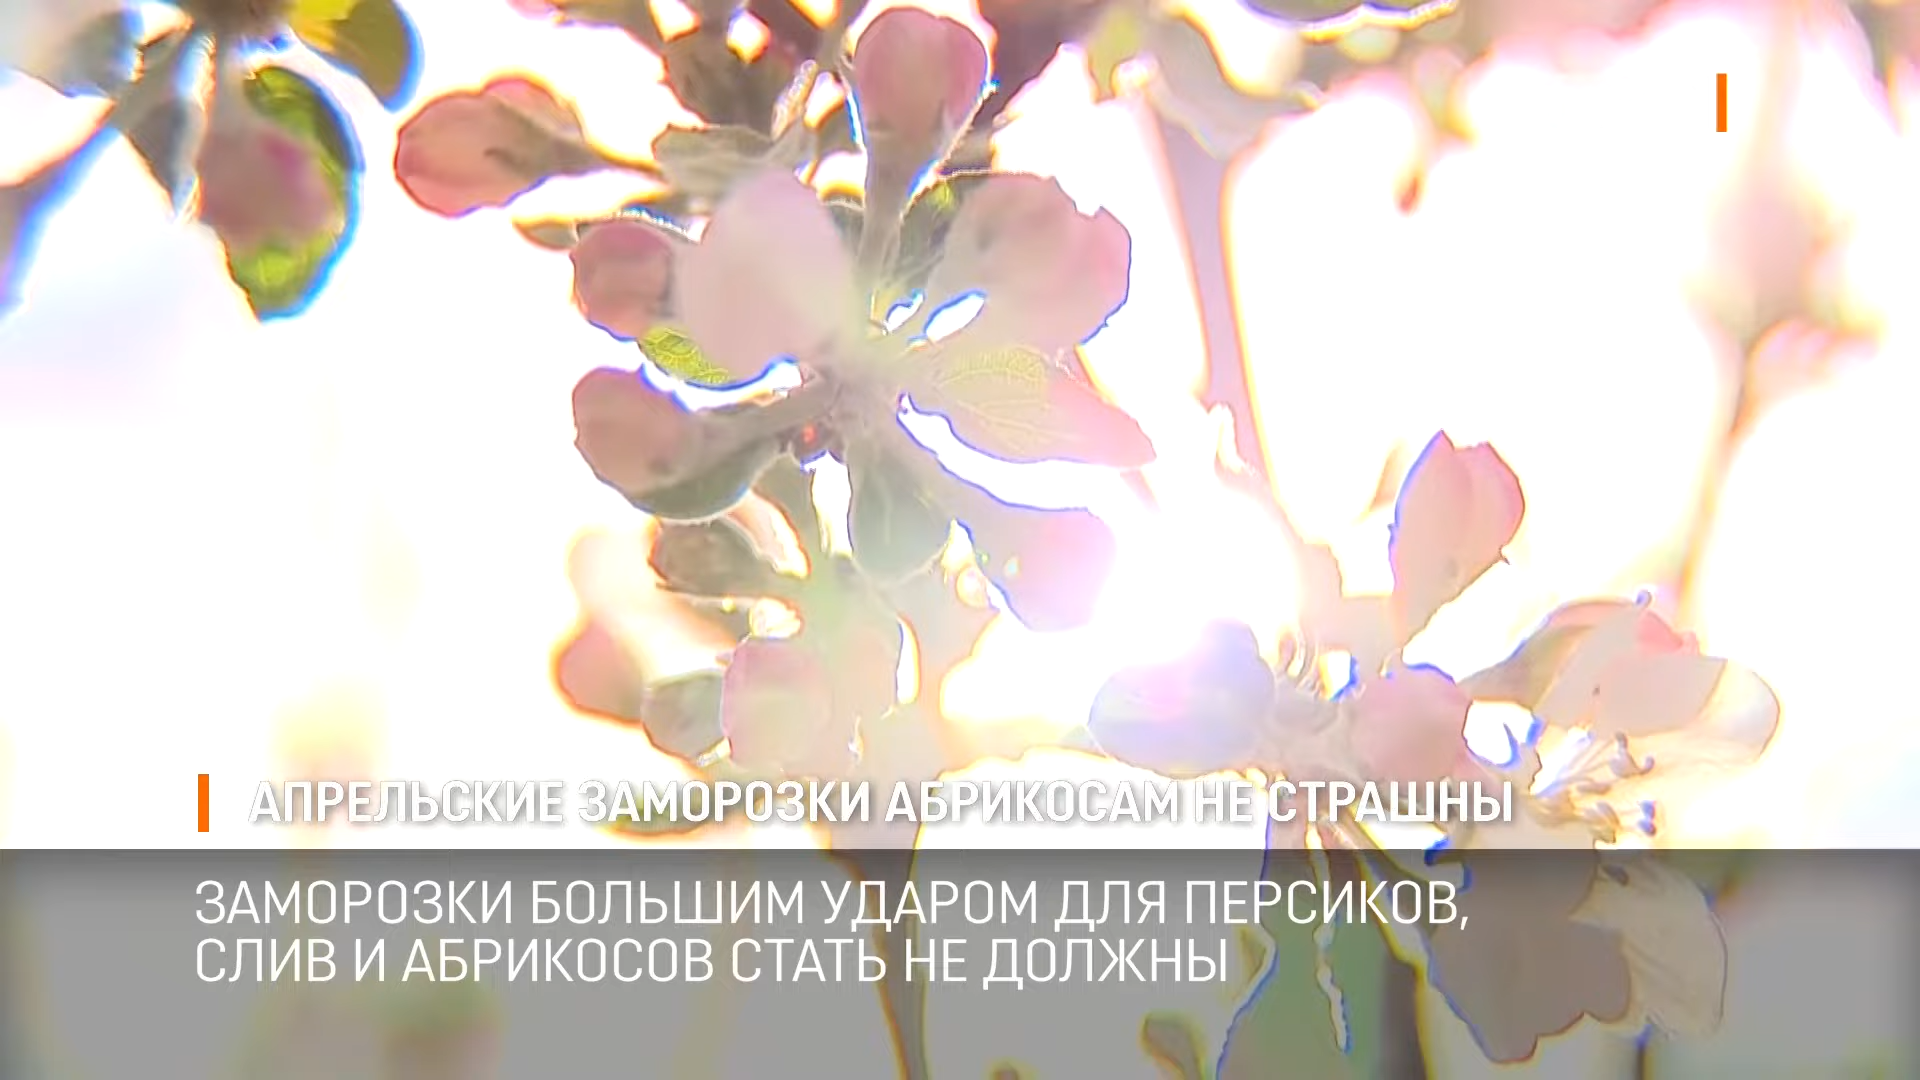 АПРЕЛЬСКИЕ ЗАМОРОЗКИ АБРИКОСАМ НЕ СТРАШНЫ
ЗАМОРОЗКИ БОЛЬШИМ УДАРОМ ДЛЯ ПЕРСИКОВ,
СЛИВ И АБРИКОСОВ СТАТЬ НЕ ДОЛЖНЫ